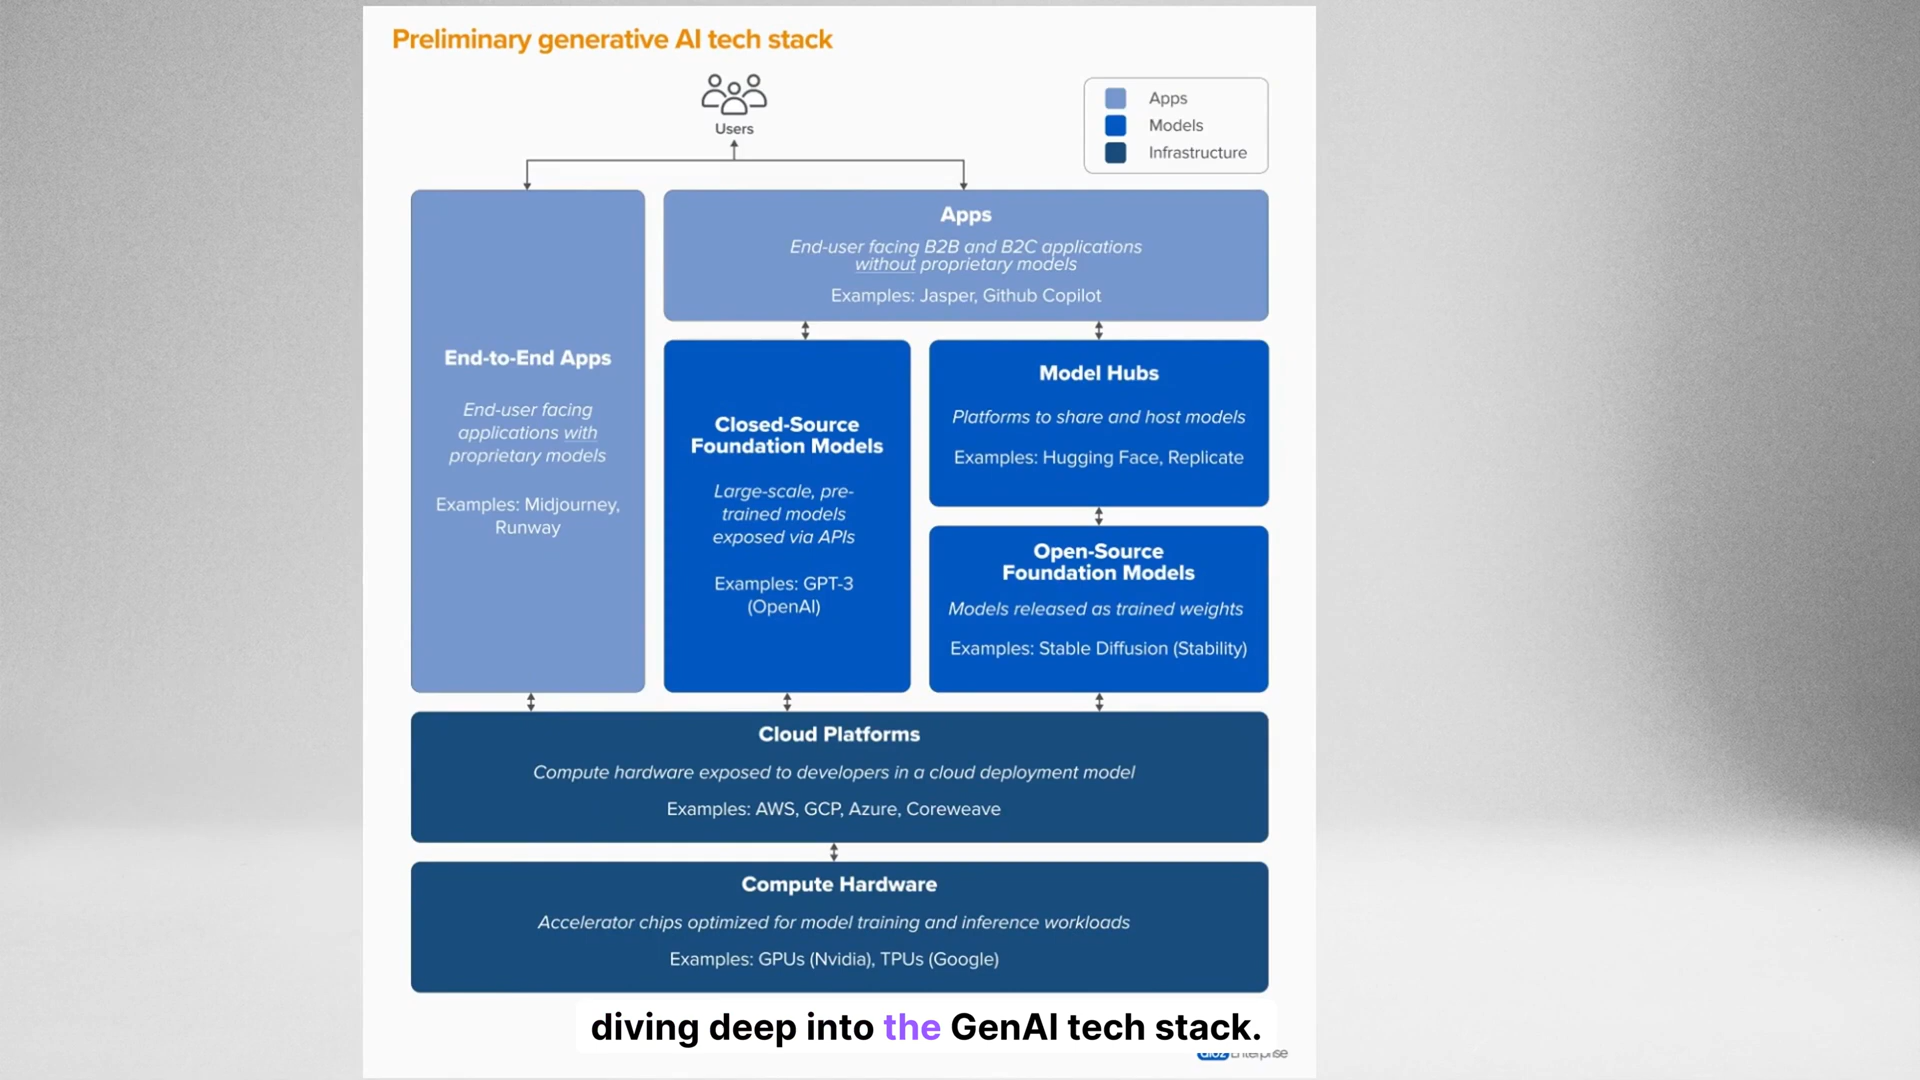 Preliminary generative AI tech stack
Users
Apps
Models
Infrastructure
End-to-End Apps
End-user facing
applications with
proprietary models
Examples: Midjourney,
Runway
Apps
End-user facing B2B and B2C applications
without proprietary models
Examples: Jasper, Github Copilot
Closed-Source
Foundation Models
Large-scale, pre-
trained models
exposed via APIs
Examples: GPT-3
(OpenAI)
Model Hubs
Platforms to share and host models
Examples: Hugging Face, Replicate
Open-Source
Foundation Models
Models released as trained weights
Examples: Stable Diffusion (Stability)
Cloud Platforms
Compute hardware exposed to developers in a cloud deployment model
Examples: AWS, GCP, Azure, Coreweave
Compute Hardware
Accelerator chips optimized for model training and inference workloads
Examples: GPUs (Nvidia), TPUs (Google)
diving deep into the GenAI tech stack.
a16z Enterprise